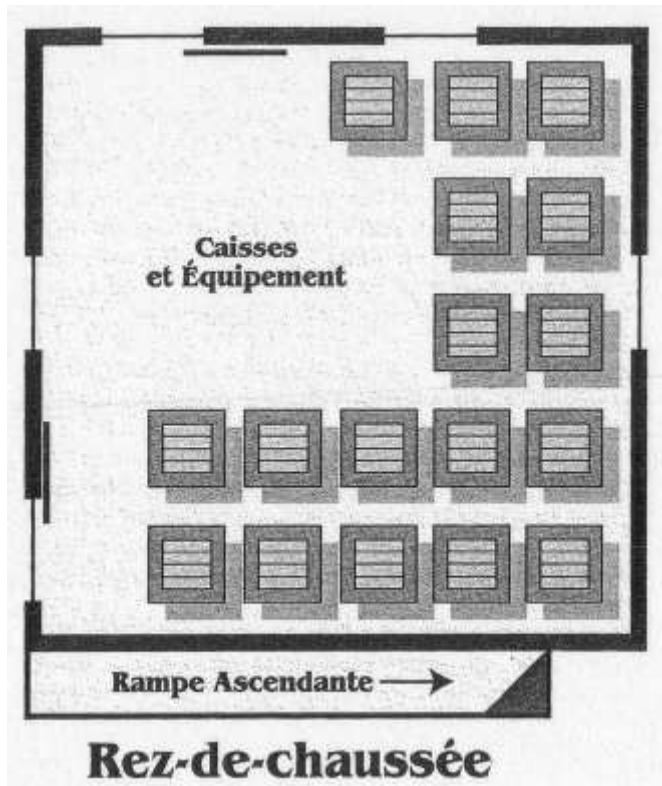 Caisses
et Équipement
Rampe Ascendante
Rez-de-chaussée